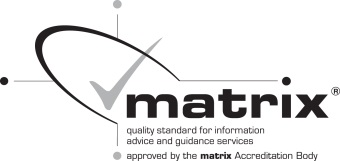 matrix®
quality standard for information
advice and guidance services
approved by the matrix Accreditation Body